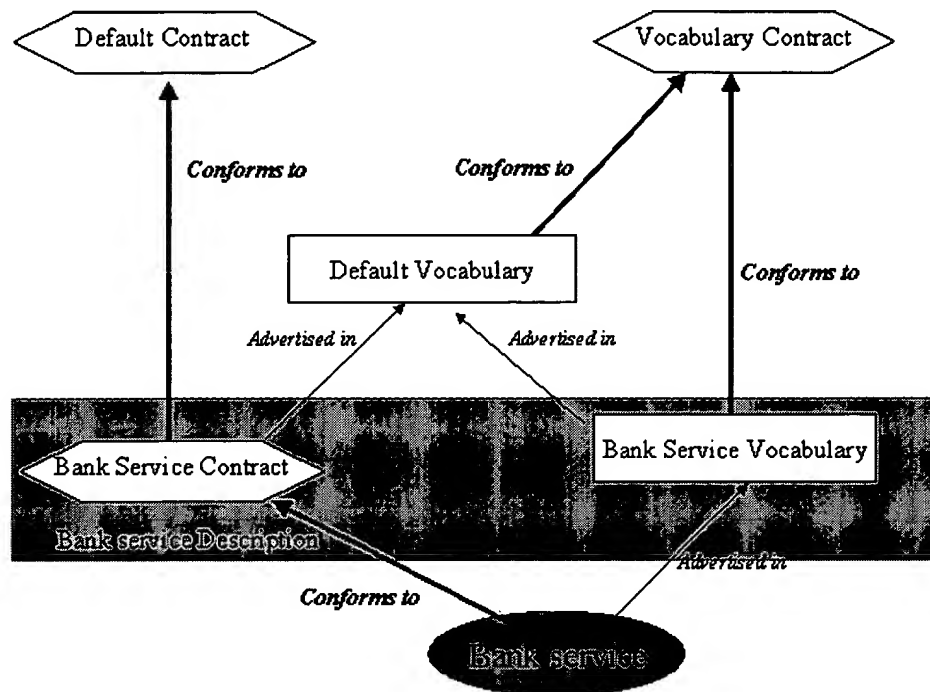 Default Contract
Vocabulary Contract
Conforms to
Conforms to
Default Vocabulary
Conforms to
Advertised in
Advertised in
Bank Service Contract
Bank Service Vocabulary
Bank service Description
Advertised in
Conforms to
Bank service